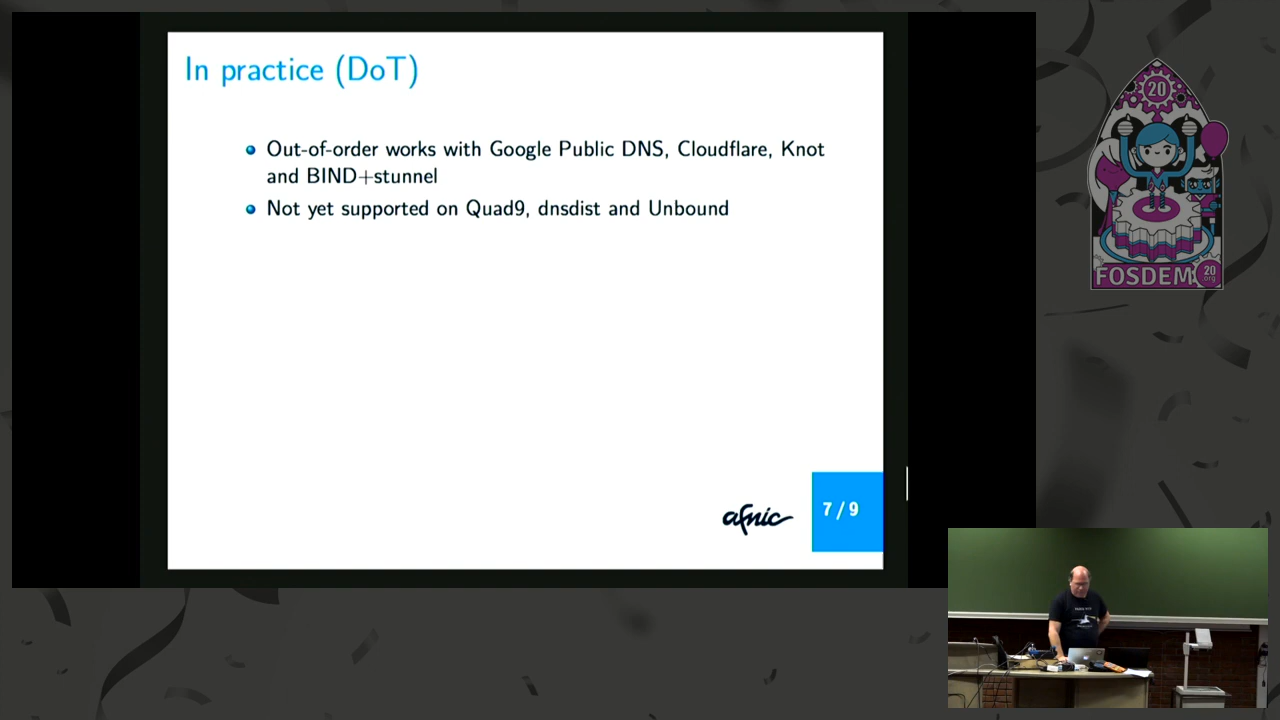 In practice (DoT)
Out-of-order works with Google Public DNS, Cloudflare, Knot
and BIND+stunnel
Not yet supported on Quad9, dnsdist and Unbound
afnic
7 / 9
20
FOSDEM
20
.org